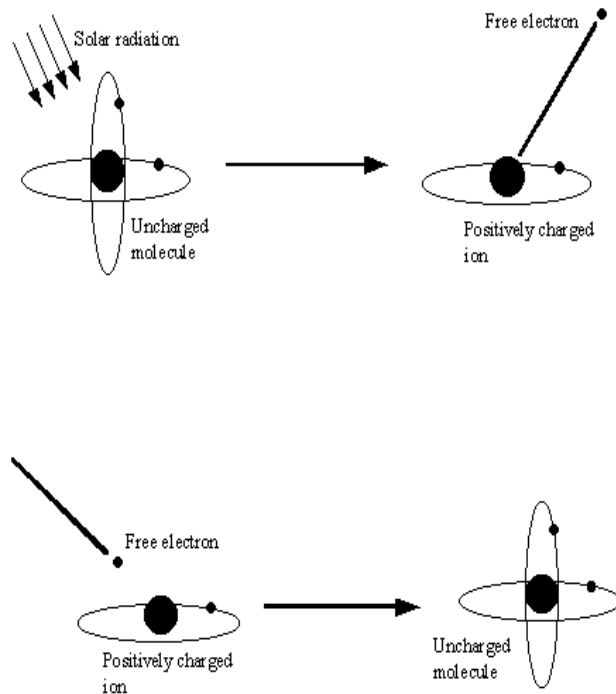 Solar radiation
Free electron
Uncharged
molecule
Positively charged
ion
Free electron
Positively charged
ion
Uncharged
molecule